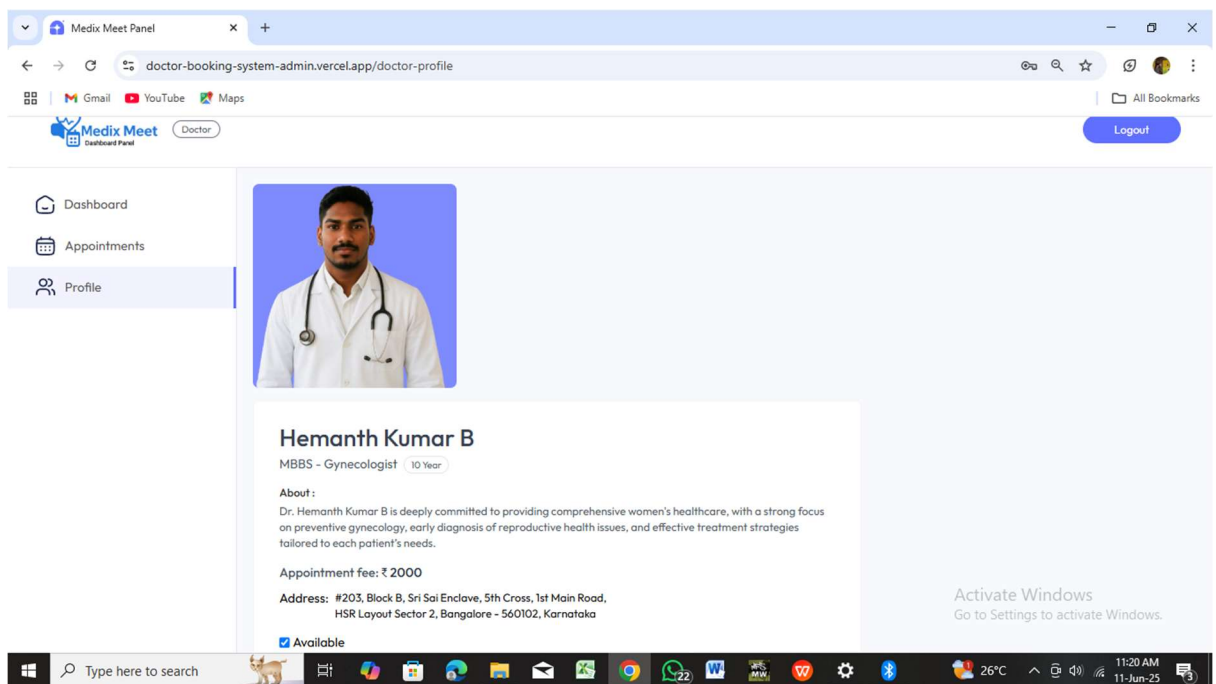 Medix Meet Panel
doctor-booking-system-admin.vercel.app/doctor-profile
Gmail YouTube Maps All Bookmarks
Medix Meet Doctor Logout
Dashboard Panel
Dashboard
Appointments
Profile
Hemanth Kumar B
MBBS - Gynecologist 10 Year
About :
Dr. Hemanth Kumar B is deeply committed to providing comprehensive women's healthcare, with a strong focus
on preventive gynecology, early diagnosis of reproductive health issues, and effective treatment strategies
tailored to each patient's needs.
Appointment fee: ₹ 2000
Address: #203, Block B, Sri Sai Enclave, 5th Cross, 1st Main Road,
HSR Layout Sector 2, Bangalore - 560102, Karnataka
Available
Activate Windows
Go to Settings to activate Windows.
Type here to search 22 26°C 11:20 AM
11-Jun-25 3